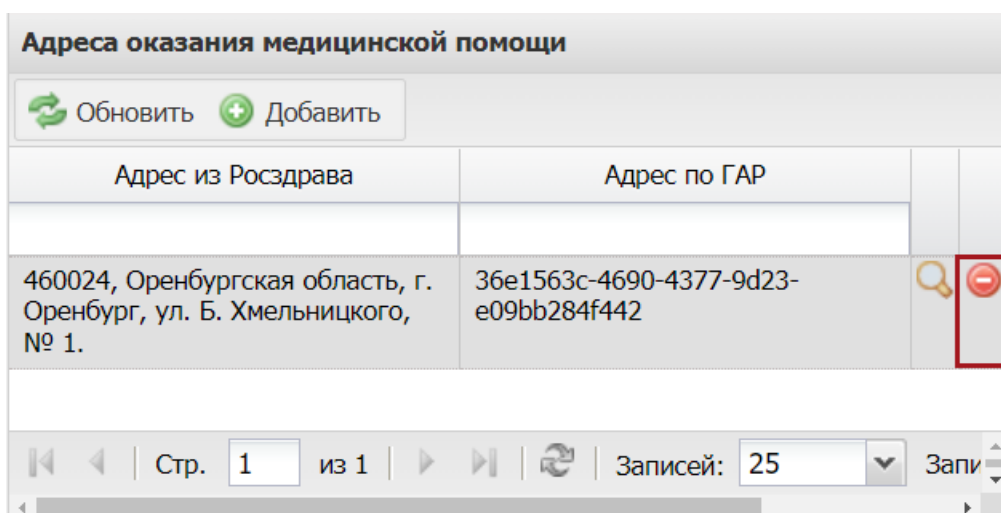 Адреса оказания медицинской помощи
Обновить Добавить
Адрес из Росздрава Адрес по ГАР
460024, Оренбургская область, г. 36e1563c-4690-4377-9d23-
Оренбург, ул. Б. Хмельницкого, e09bb284f442
№ 1.
Стр. 1 из 1 Записей: 25